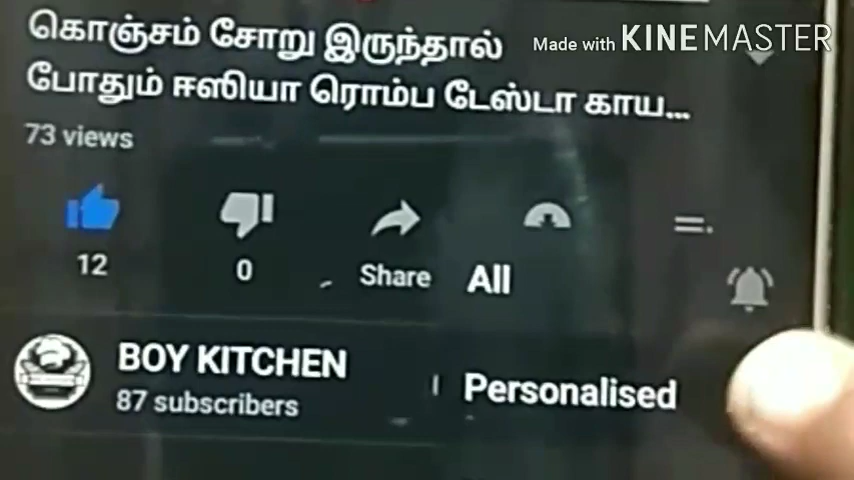 கொஞ்சம் சோறு இருந்தால்
Made with KINEMASTER
போதும் ஈஸியா ரொம்ப டேஸ்டா காய...
73 views
12
0
Share
All
BOY KITCHEN
87 subscribers
Personalised